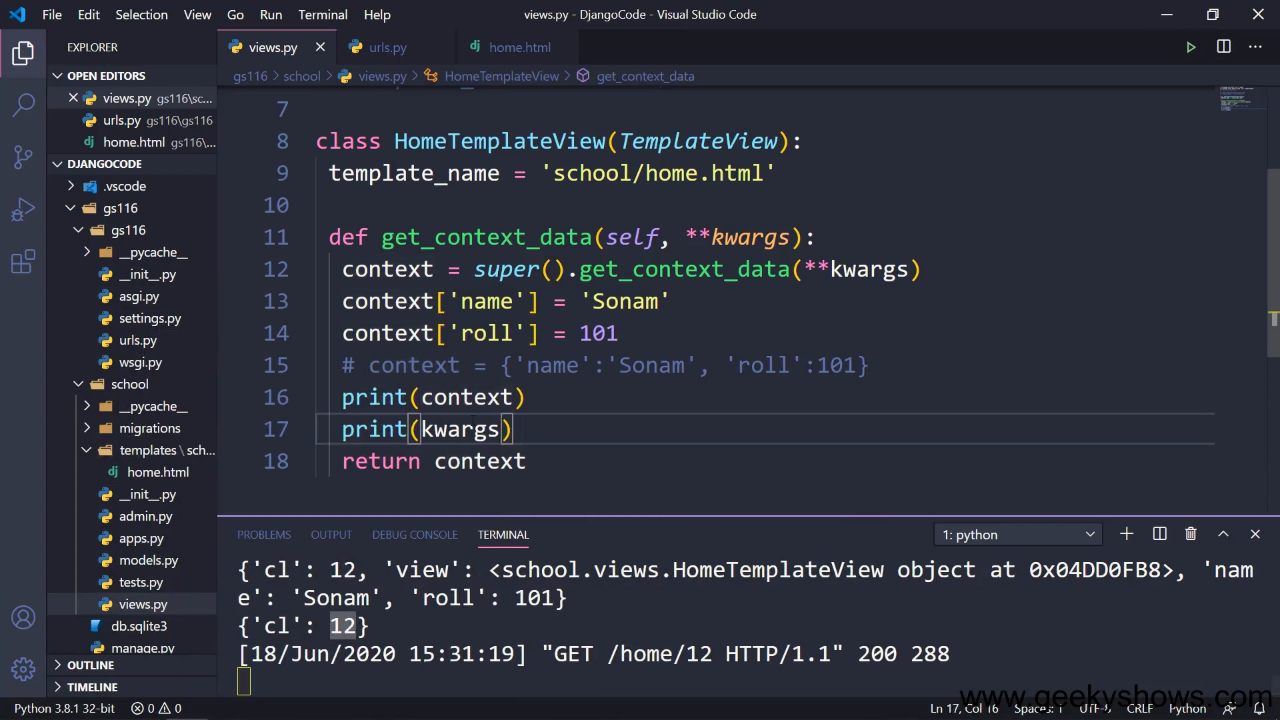 File Edit Selection View Go Run Terminal Help
views.py - DjangoCode - Visual Studio Code
EXPLORER
views.py urls.py home.html
OPEN EDITORS
views.py gs116\sc...
urls.py gs116\gs116
home.html gs116\...
DJANGOCODE
.vscode
gs116
gs116
__pycache__
__init__.py
asgi.py
settings.py
urls.py
wsgi.py
school
__pycache__
migrations
templates \ sc...
home.html
__init__.py
admin.py
apps.py
models.py
tests.py
views.py
db.sqlite3
manage.py
OUTLINE
TIMELINE
gs116 > school > views.py > HomeTemplateView > get_context_data
7
8 class HomeTemplateView(TemplateView):
9 template_name = 'school/home.html'
10
11 def get_context_data(self, **kwargs):
12 context = super().get_context_data(**kwargs)
13 context['name'] = 'Sonam'
14 context['roll'] = 101
15 # context = {'name':'Sonam', 'roll':101}
16 print(context)
17 print(kwargs)
18 return context
PROBLEMS OUTPUT DEBUG CONSOLE TERMINAL 1: python
{'cl': 12, 'view': <school.views.HomeTemplateView object at 0x04DD0FB8>, 'nam
e': 'Sonam', 'roll': 101}
{'cl': 12}
[18/Jun/2020 15:31:19] "GET /home/12 HTTP/1.1" 200 288
www.geekyshows.com
Python 3.8.1 32-bit 0 0 Ln 17, Col 16 Spaces: 1 UTF-8 CRLF Python